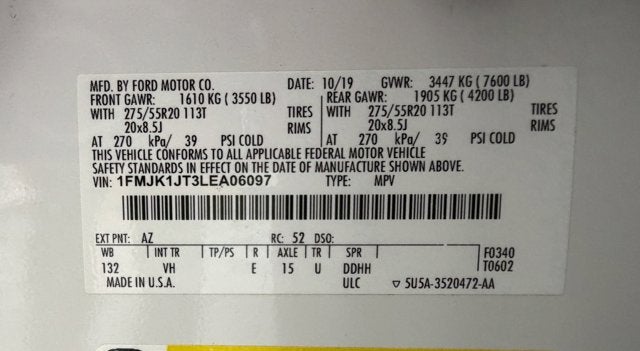 MFD. BY FORD MOTOR CO. DATE: 10/19 GVWR: 3447 KG ( 7600 LB)
FRONT GAWR: 1610 KG ( 3550 LB) REAR GAWR: 1905 KG ( 4200 LB)
WITH 275/55R20 113T TIRES WITH 275/55R20 113T TIRES
20x8.5J RIMS 20x8.5J RIMS
AT 270 kPa/ 39 PSI COLD AT 270 kPa/ 39 PSI COLD
THIS VEHICLE CONFORMS TO ALL APPLICABLE FEDERAL MOTOR VEHICLE
SAFETY STANDARDS IN EFFECT ON THE DATE OF MANUFACTURE SHOWN ABOVE.
VIN: 1FMJK1JT3LEA06097 TYPE: MPV
EXT PNT: AZ RC: 52 DSO:
WB INT TR TP/PS R AXLE TR SPR F0340
132 VH E 15 U DDHH T0602
MADE IN U.S.A. ULC ▽ 5U5A-3520472-AA